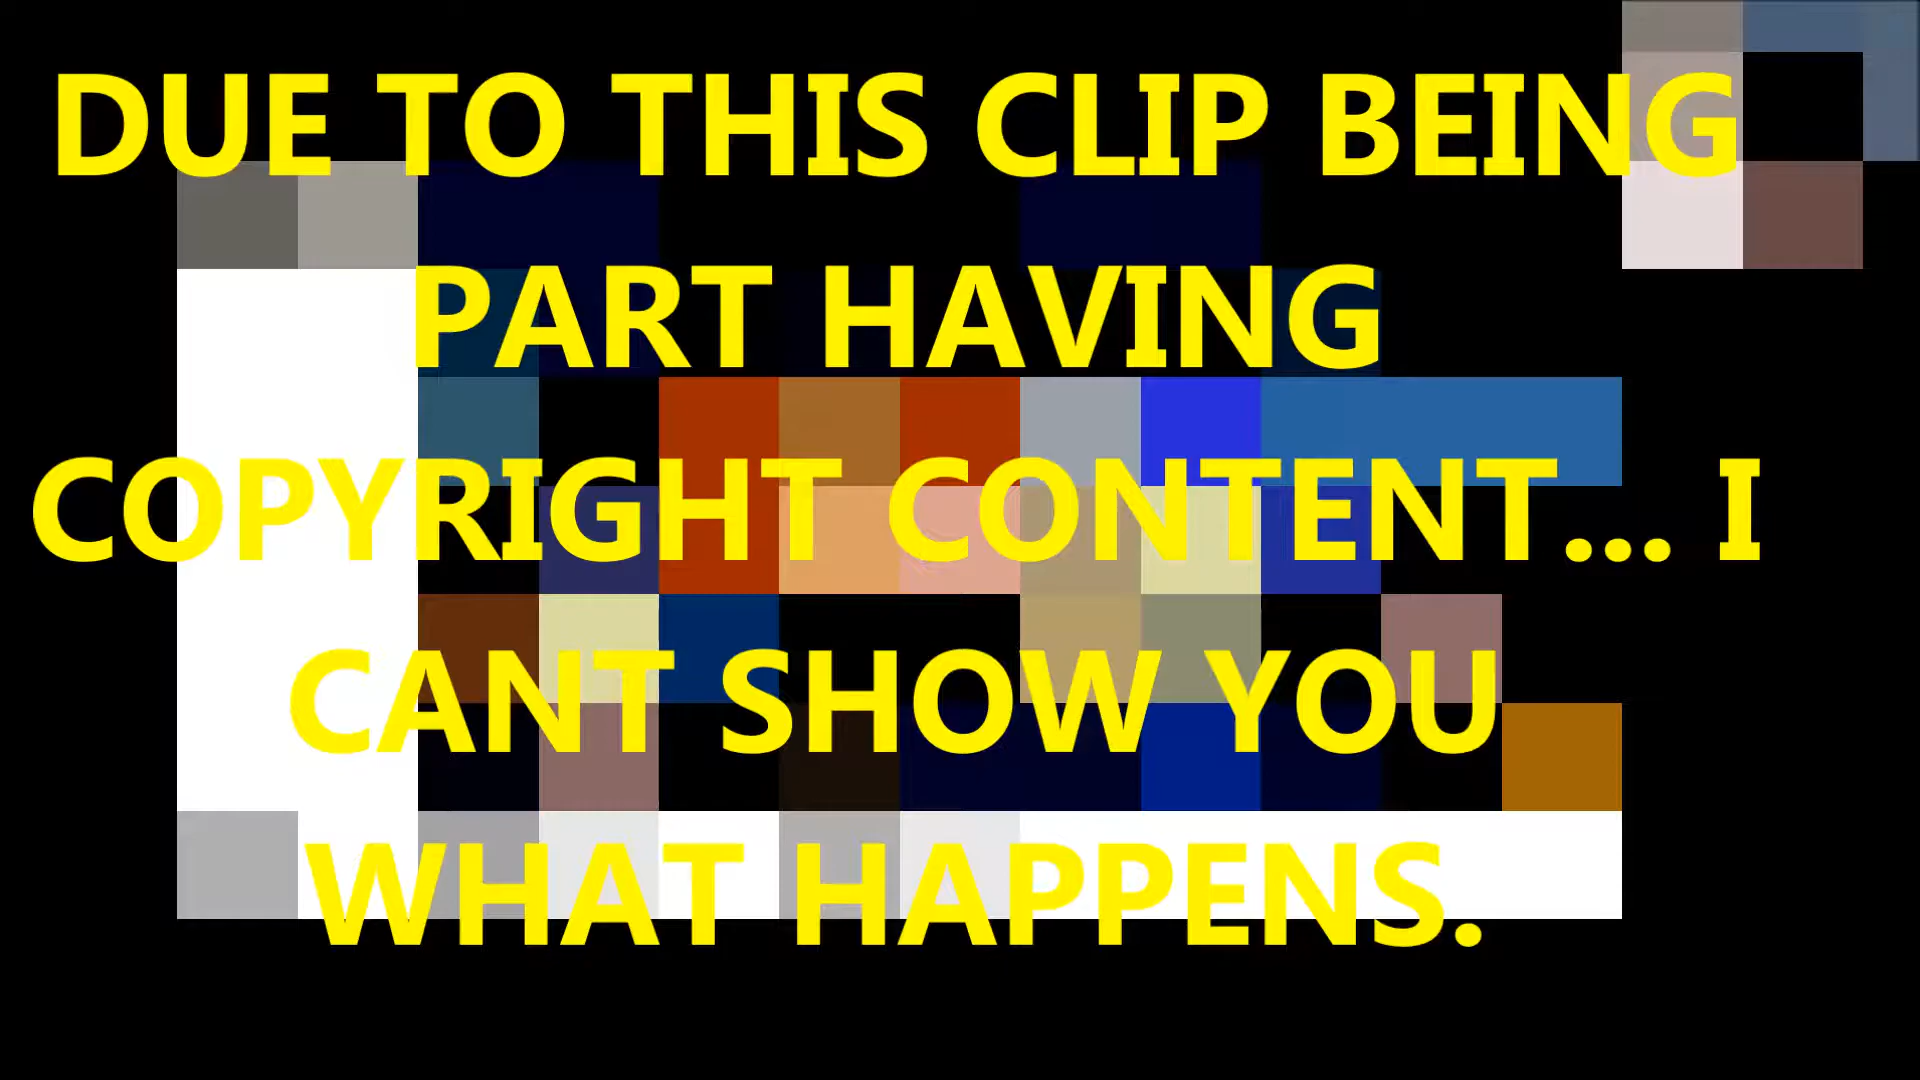 DUE TO THIS CLIP BEING
PART HAVING
COPYRIGHT CONTENT... I
CANT SHOW YOU
WHAT HAPPENS.